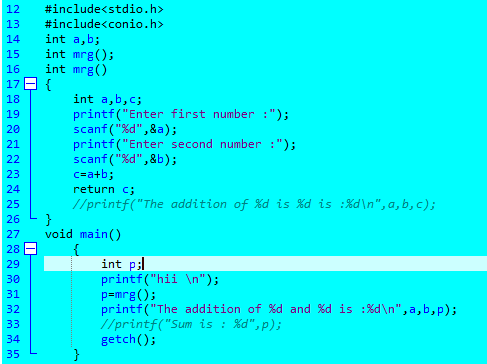 12 #include<stdio.h>
13 #include<conio.h>
14 int a,b;
15 int mrg();
16 int mrg()
17 {
18 int a,b,c;
19 printf("Enter first number :");
20 scanf("%d",&a);
21 printf("Enter second number :");
22 scanf("%d",&b);
23 c=a+b;
24 return c;
25 //printf("The addition of %d is %d is :%d\n",a,b,c);
26 }
27 void main()
28 {
29 int p;
30 printf("hii \n");
31 p=mrg();
32 printf("The addition of %d and %d is :%d\n",a,b,p);
33 //printf("Sum is : %d",p);
34 getch();
35 }